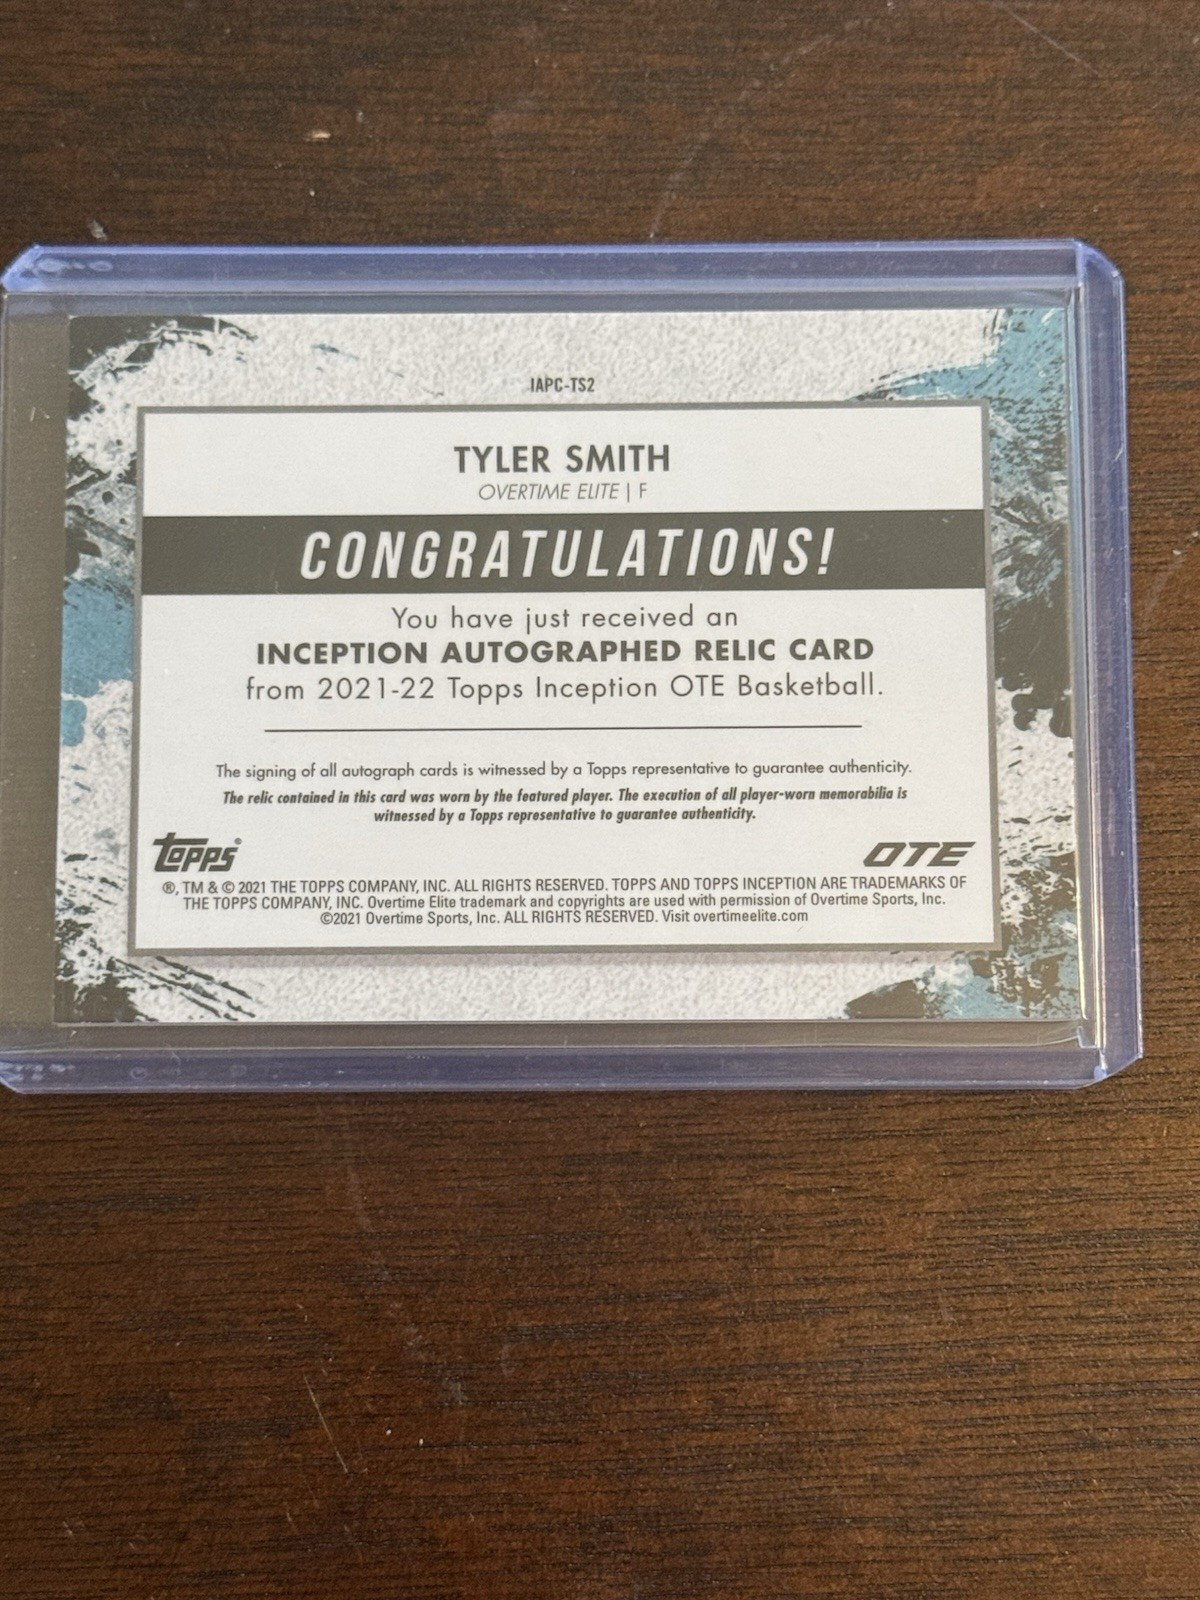 IAPC-TS2
TYLER SMITH
OVERTIME ELITE | F
CONGRATULATIONS!
You have just received an
INCEPTION AUTOGRAPHED RELIC CARD
from 2021-22 Topps Inception OTE Basketball.
The signing of all autograph cards is witnessed by a Topps representative to guarantee authenticity.
The relic contained in this card was worn by the featured player. The execution of all player-worn memorabilia is
witnessed by a Topps representative to guarantee authenticity.
Topps® OTE
®, TM & © 2021 THE TOPPS COMPANY, INC. ALL RIGHTS RESERVED. TOPPS AND TOPPS INCEPTION ARE TRADEMARKS OF
THE TOPPS COMPANY, INC. Overtime Elite trademark and copyrights are used with permission of Overtime Sports, Inc.
©2021 Overtime Sports, Inc. ALL RIGHTS RESERVED. Visit overtimeelite.com